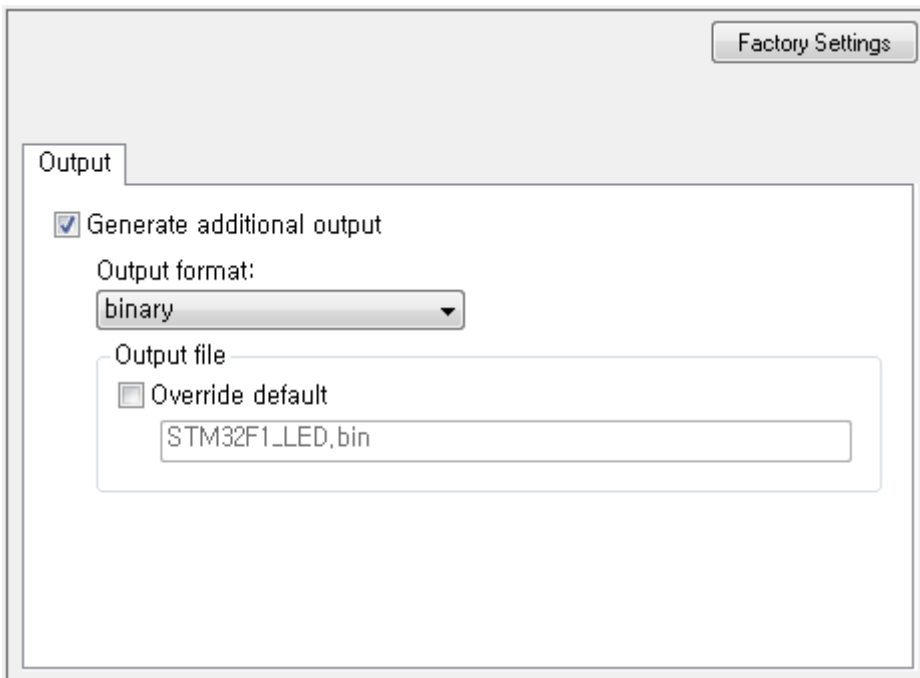 Factory Settings
Output
Generate additional output
Output format:
binary
Output file
Override default
STM32F1_LED.bin